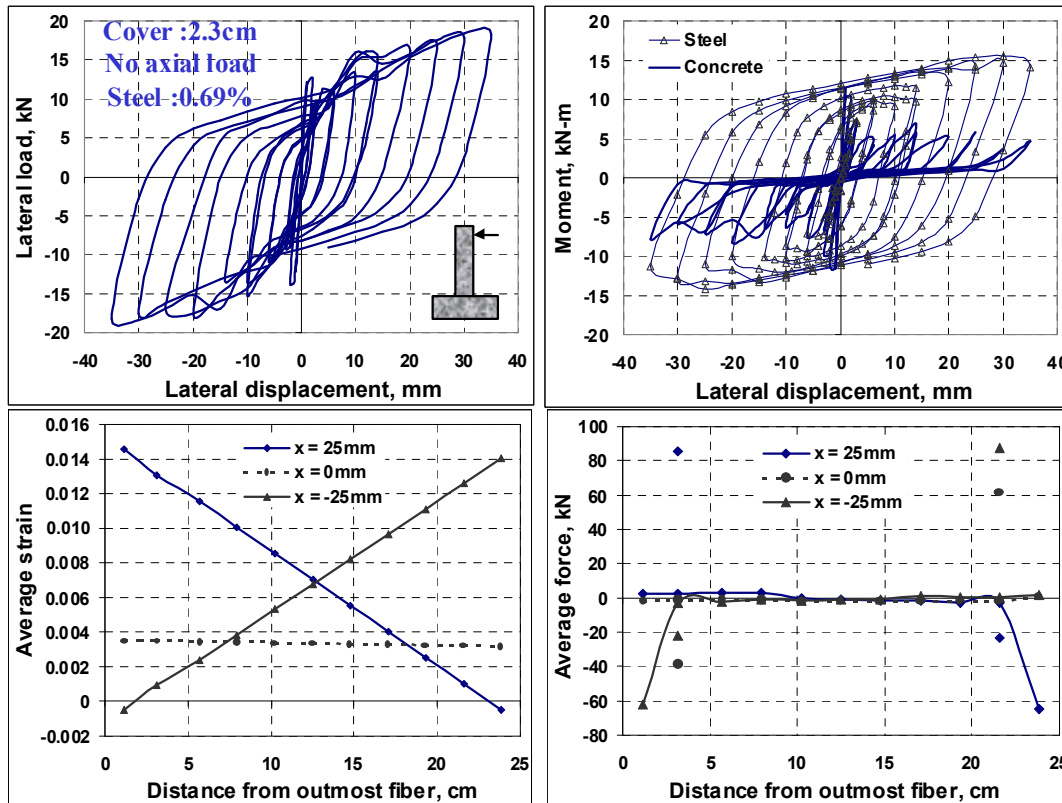 Cover :2.3cm
No axial load
Steel :0.69%
20
15
10
5
0
-5
-10
-15
-20
-40 -30 -20 -10 0 10 20 30 40
Lateral load, kN
Lateral displacement, mm
Steel
Concrete
20
15
10
5
0
-5
-10
-15
-20
-40 -30 -20 -10 0 10 20 30 40
Moment, kN-m
Lateral displacement, mm
x = 25mm
x = 0mm
x = -25mm
0.016
0.014
0.012
0.010
0.008
0.006
0.004
0.002
0
-0.002
0 5 10 15 20 25
Average strain
Distance from outmost fiber, cm
x = 25mm
x = 0mm
x = -25mm
100
80
60
40
20
0
-20
-40
-60
-80
0 5 10 15 20 25
Average force, kN
Distance from outmost fiber, cm